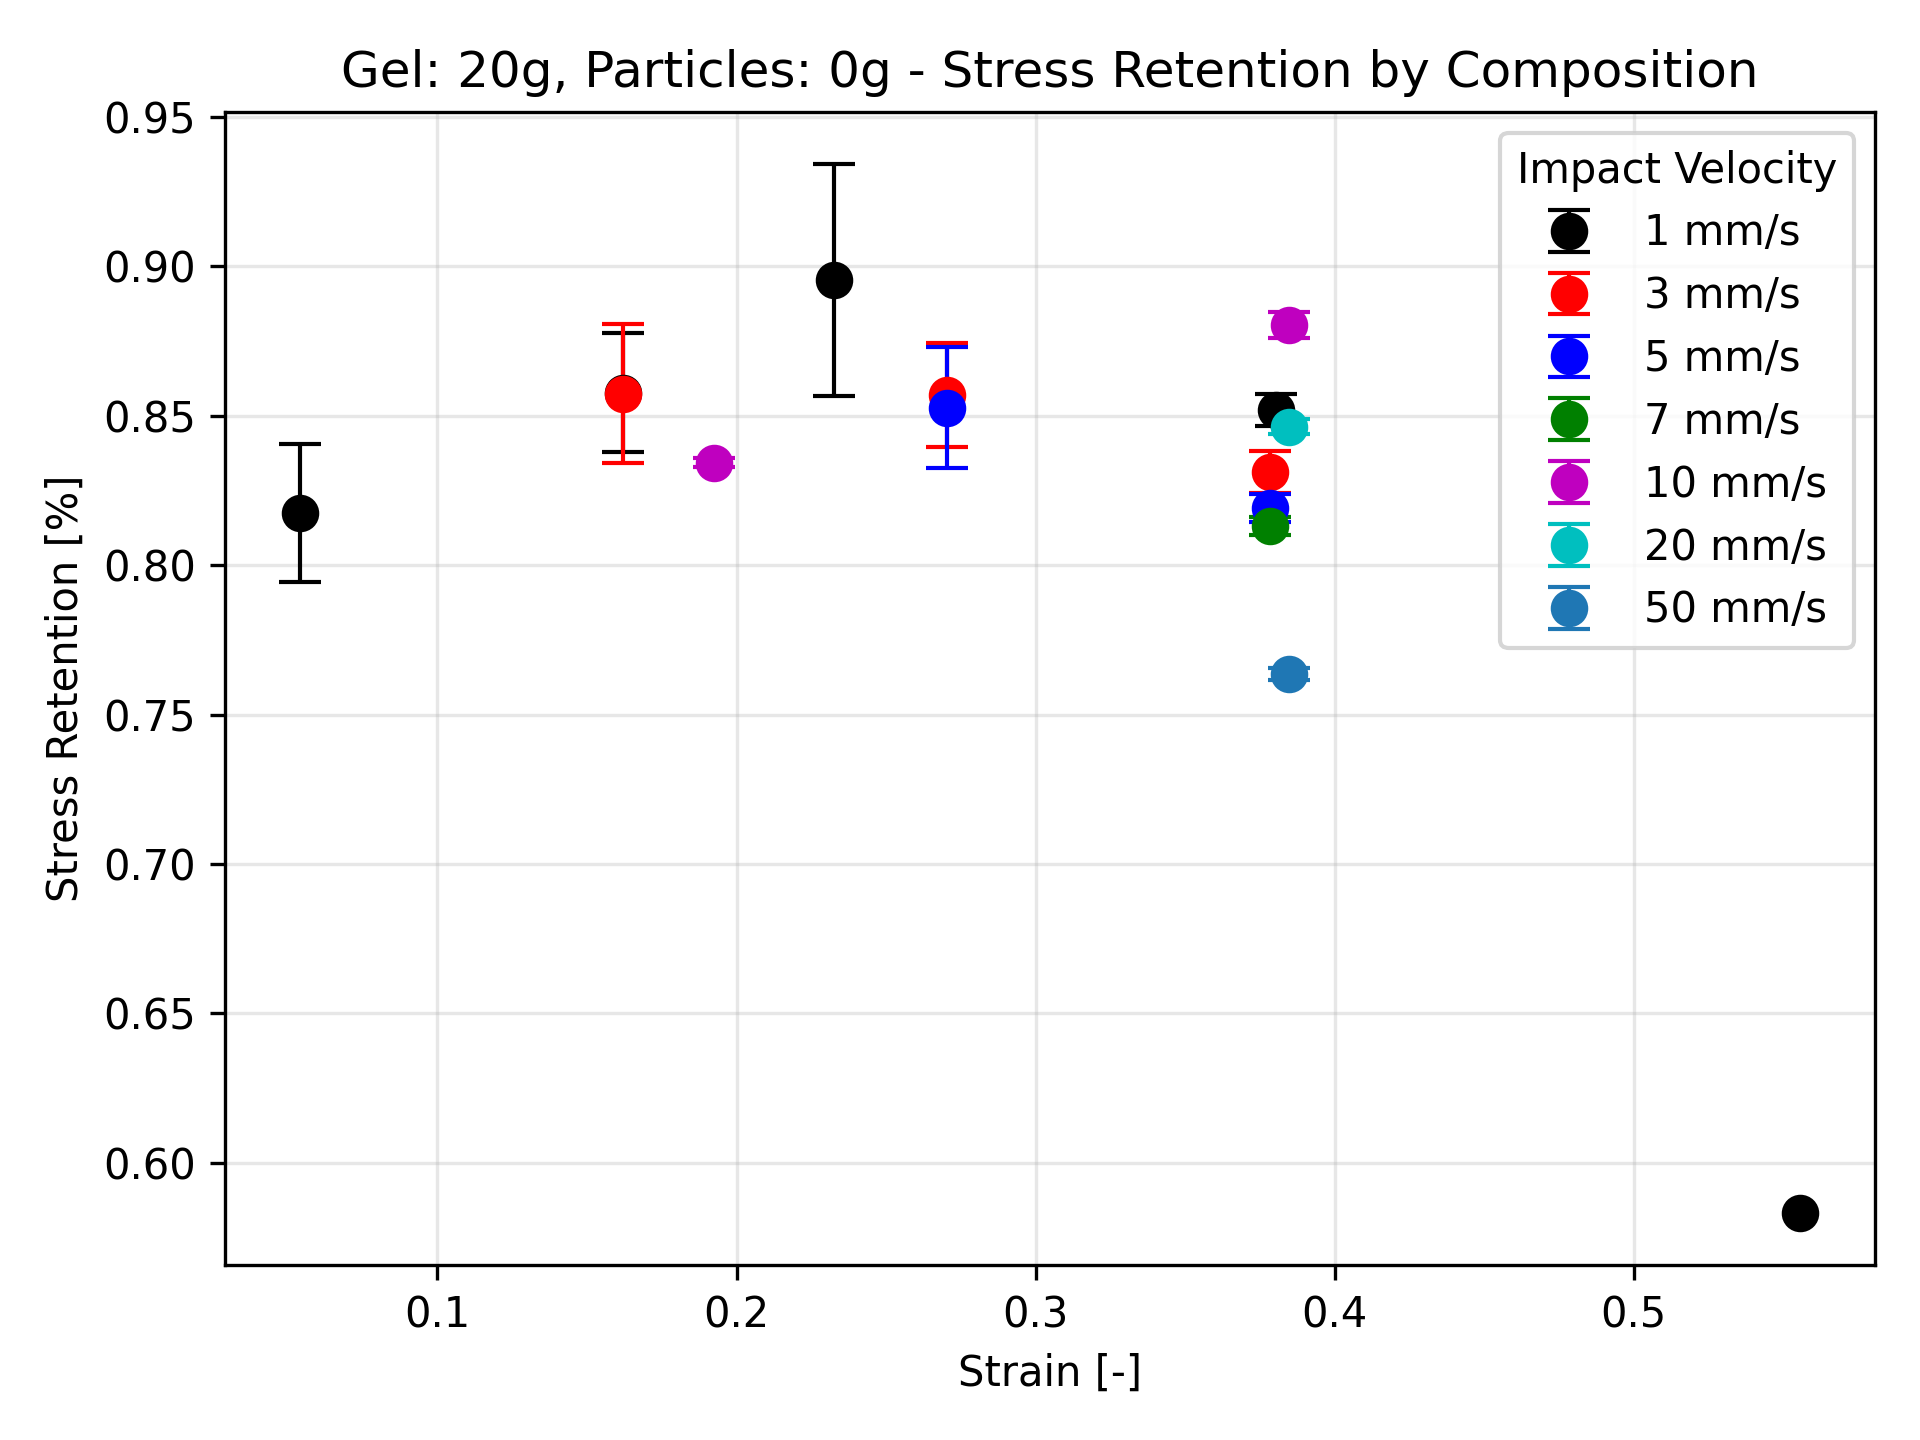 Gel: 20g, Particles: 0g - Stress Retention by Composition
Stress Retention [%]
0.95
0.90
0.85
0.80
0.75
0.70
0.65
0.60
Impact Velocity
1 mm/s
3 mm/s
5 mm/s
7 mm/s
10 mm/s
20 mm/s
50 mm/s
0.1
0.2
0.3
0.4
0.5
Strain [-]